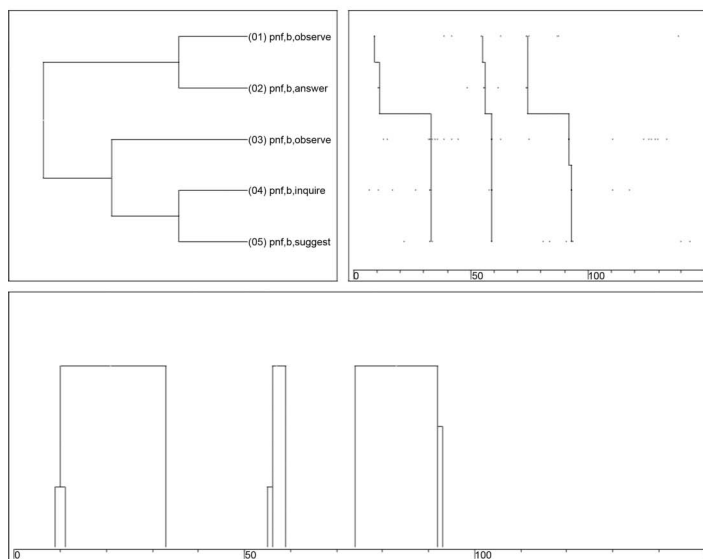 (01) pnf,b,observe
(02) pnf,b,answer
(03) pnf,b,observe
(04) pnf,b,inquire
(05) pnf,b,suggest
0 50 100
0 50 100